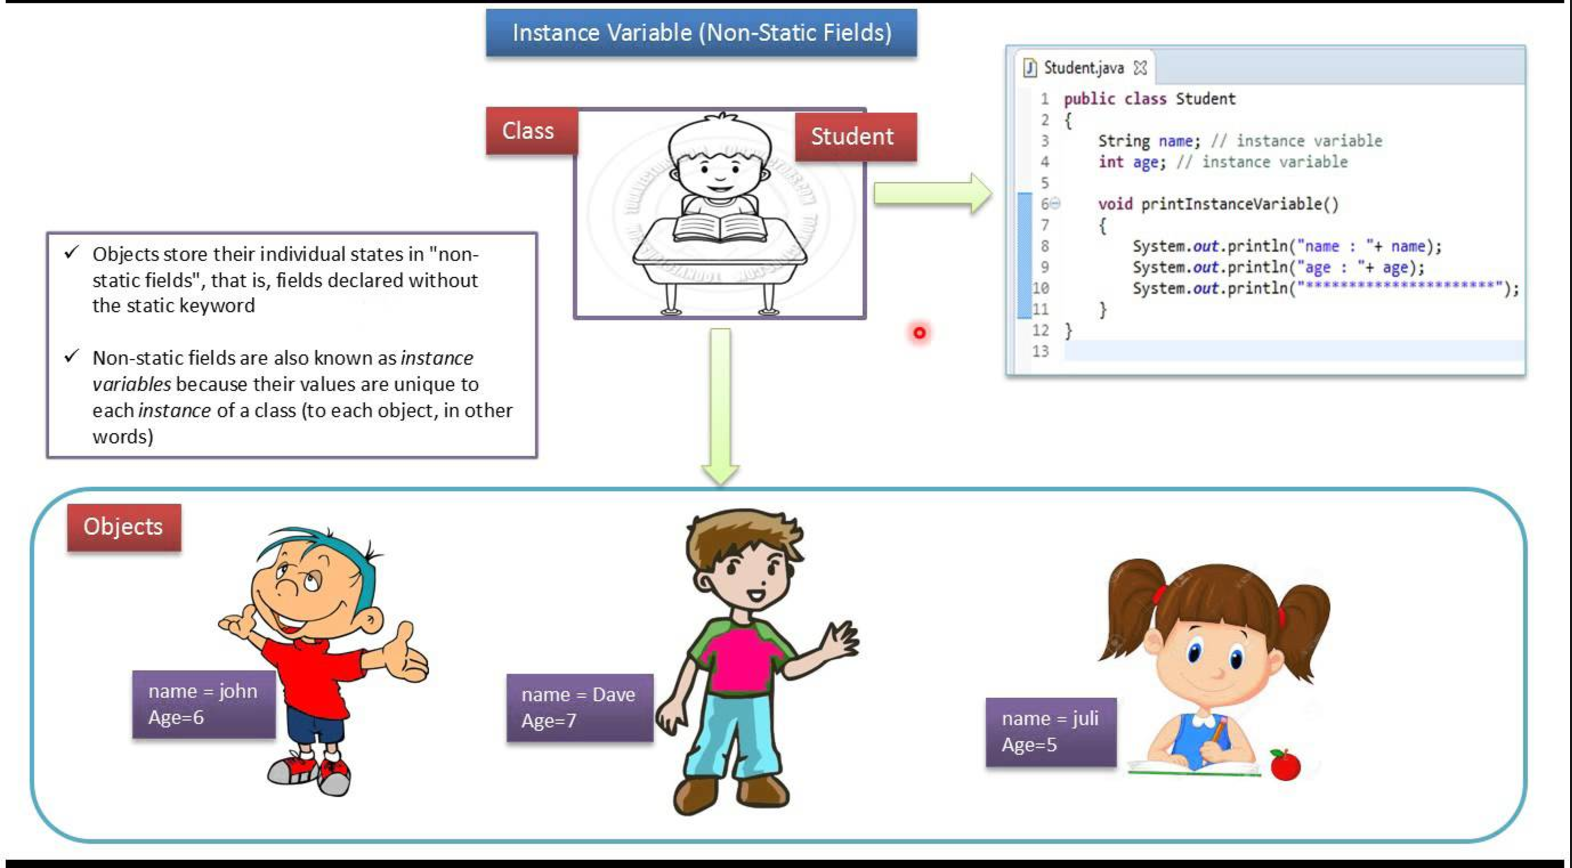 Instance Variable (Non-Static Fields)
Class
Student
Student.java
1 public class Student
2 {
3 String name; // instance variable
4 int age; // instance variable
5
6 void printInstanceVariable()
7 {
8 System.out.println("name : "+ name);
9 System.out.println("age : "+ age);
10 System.out.println("**********************");
11 }
12 }
13
✓ Objects store their individual states in "non-
static fields", that is, fields declared without
the static keyword
✓ Non-static fields are also known as instance
variables because their values are unique to
each instance of a class (to each object, in other
words)
Objects
name = john
Age=6
name = Dave
Age=7
name = juli
Age=5